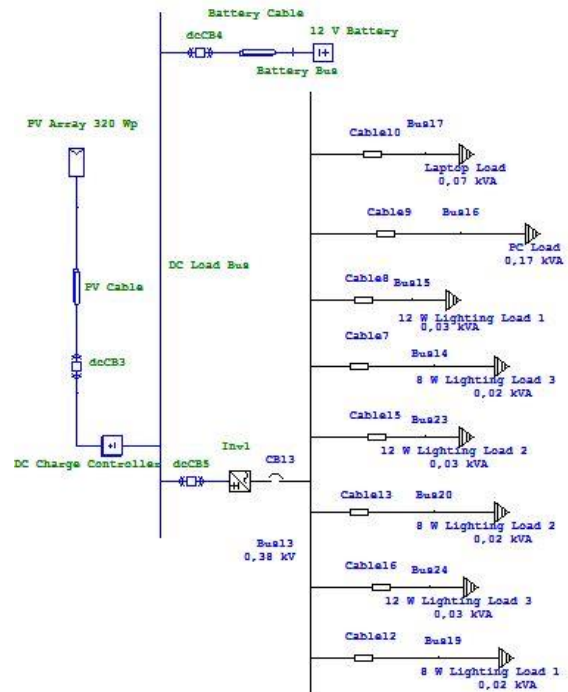 Battery Cable
dcCB4
12 V Battery
Battery Bus
PV Array 320 Wp
PV Cable
dcCB3
DC Charge Controller
DC Load Bus
dcCB5
Inv1
CB13
Bus13
0,38 kV
Cable10
Bus17
Laptop Load
0,07 kVA
Cable9
Bus16
PC Load
0,17 kVA
Cable8
Bus15
12 W Lighting Load 1
0,03 kVA
Cable7
Bus14
8 W Lighting Load 3
0,02 kVA
Cable15
Bus23
12 W Lighting Load 2
0,03 kVA
Cable13
Bus20
8 W Lighting Load 2
0,02 kVA
Cable16
Bus24
12 W Lighting Load 3
0,03 kVA
Cable12
Bus19
8 W Lighting Load 1
0,02 kVA